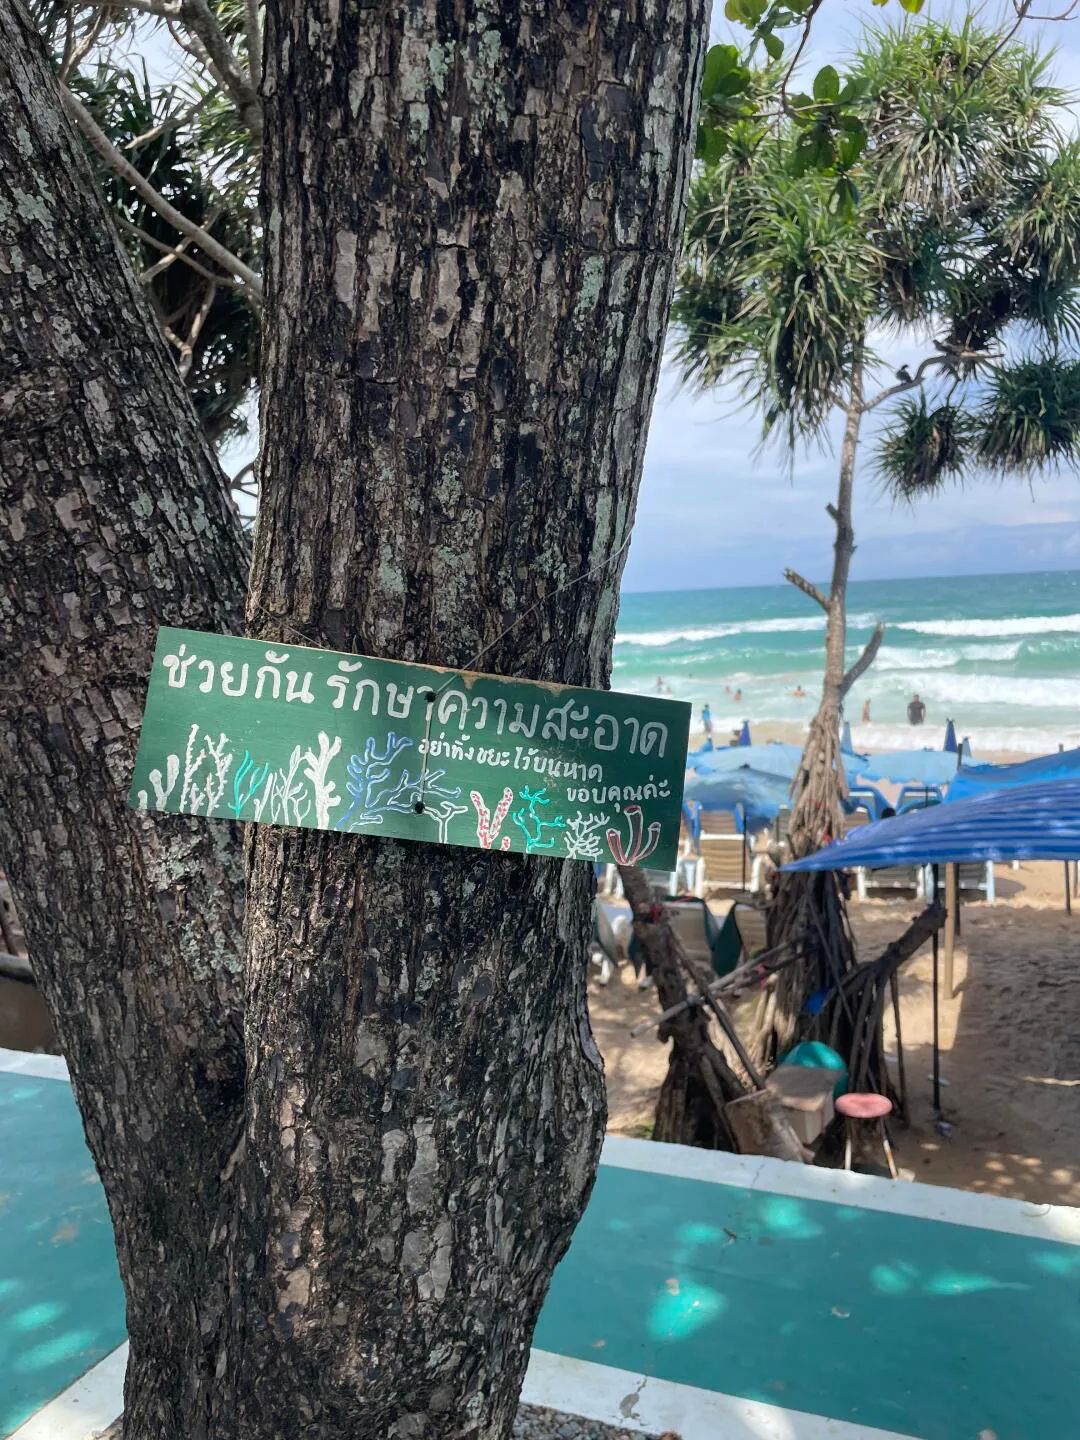 ช่วยกัน รักษาความสะอาด
อย่าทิ้งขยะไว้บนหาด
ขอบคุณค่ะ